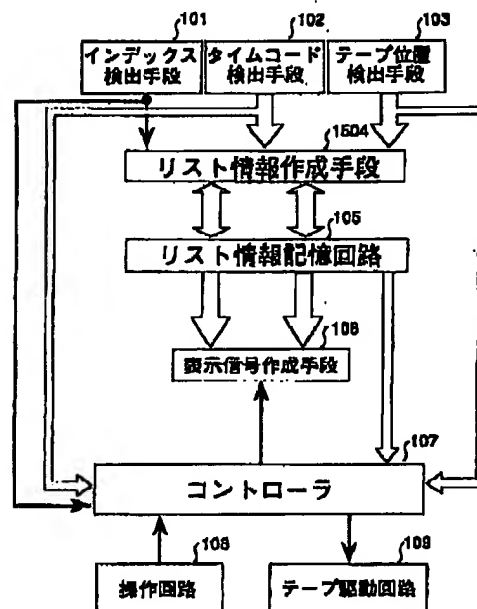 101
102
103
インデックス
検出手段
タイムコード
検出手段
テープ位置
検出手段
1504
リスト情報作成手段
105
リスト情報記憶回路
106
表示信号作成手段
107
コントローラ
108
操作回路
109
テープ駆動回路